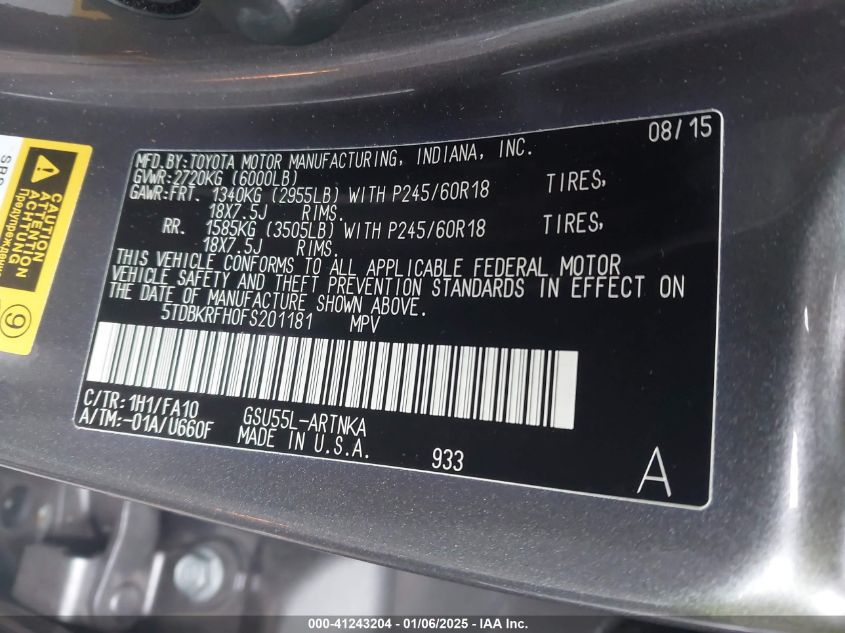 08/15
MFD.BY:TOYOTA MOTOR MANUFACTURING, INDIANA, INC.
GVWR:2720KG (6000LB)
GAWR:FRT. 1340KG (2955LB) WITH P245/60R18 TIRES,
18X7.5J RIMS.
RR. 1585KG (3505LB) WITH P245/60R18 TIRES,
18X7.5J RIMS.
THIS VEHICLE CONFORMS TO ALL APPLICABLE FEDERAL MOTOR
VEHICLE SAFETY AND THEFT PREVENTION STANDARDS IN EFFECT ON
THE DATE OF MANUFACTURE SHOWN ABOVE.
5TDBKRFH0FS201181 MPV
C/TR:1H1/FA10 GSU55L-ARTNKA
A/TM:-01A/U660F MADE IN U.S.A. 933
A
CAUTION
ATTENTION
ACHTUNG
9
000-41243204 - 01/06/2025 - IAA Inc.